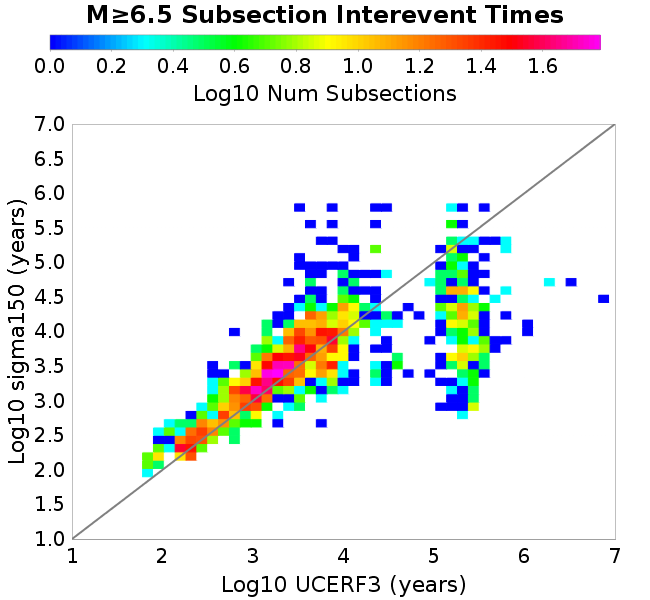 M≥6.5 Subsection Interevent Times
0.0 0.2 0.4 0.6 0.8 1.0 1.2 1.4 1.6
Log10 Num Subsections
7.0
6.5
6.0
5.5
5.0
4.5
4.0
3.5
3.0
2.5
2.0
1.5
1.0
Log10 sigma150 (years)
1 2 3 4 5 6 7
Log10 UCERF3 (years)